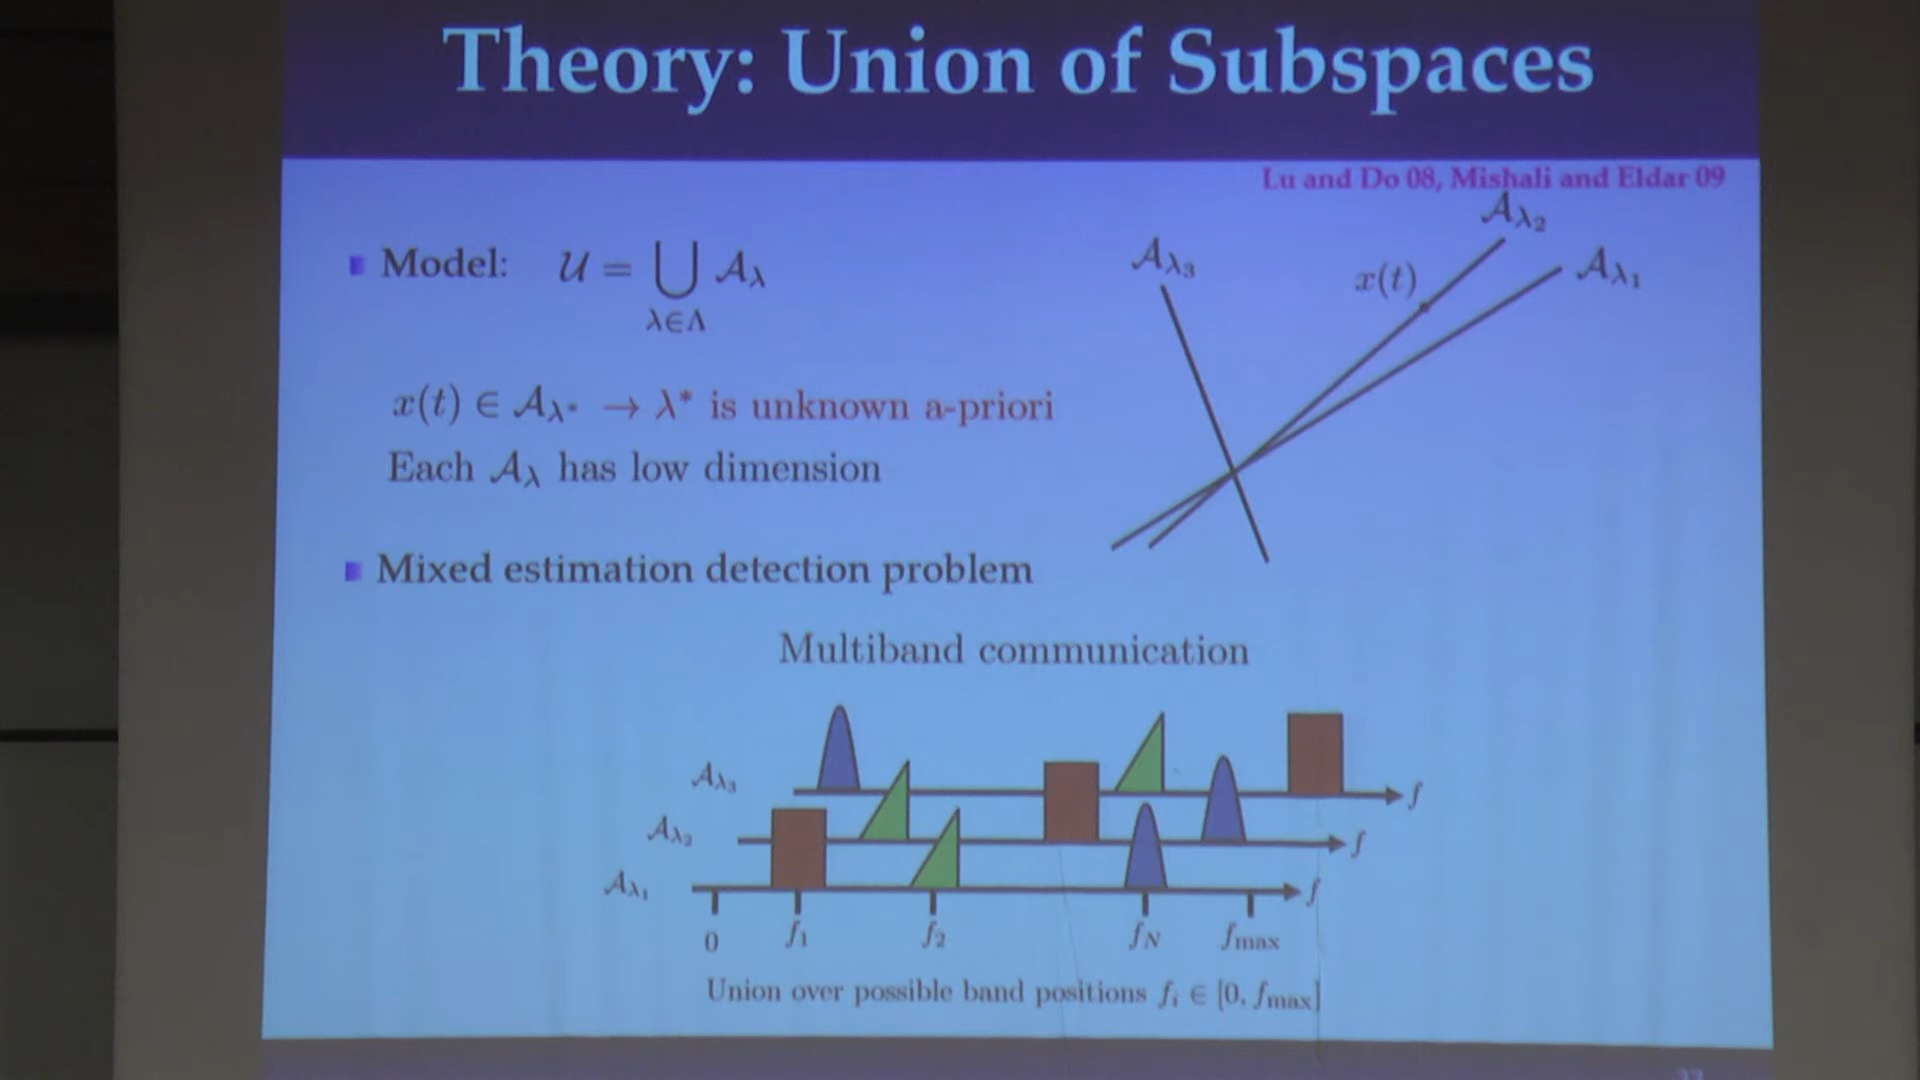 Theory: Union of Subspaces
Lu and Do 08, Mishali and Eldar 09
Model: 𝒰 = ⋃ 𝒜λ
λ∈Λ
x(t) ∈ 𝒜λ* → λ* is unknown a-priori
Each 𝒜λ has low dimension
𝒜λ3
x(t)
𝒜λ2
𝒜λ1
Mixed estimation detection problem
Multiband communication
𝒜λ3
f
𝒜λ2
f
𝒜λ1
f
0 f1 f2 fN fmax
Union over possible band positions fi ∈ [0, fmax]